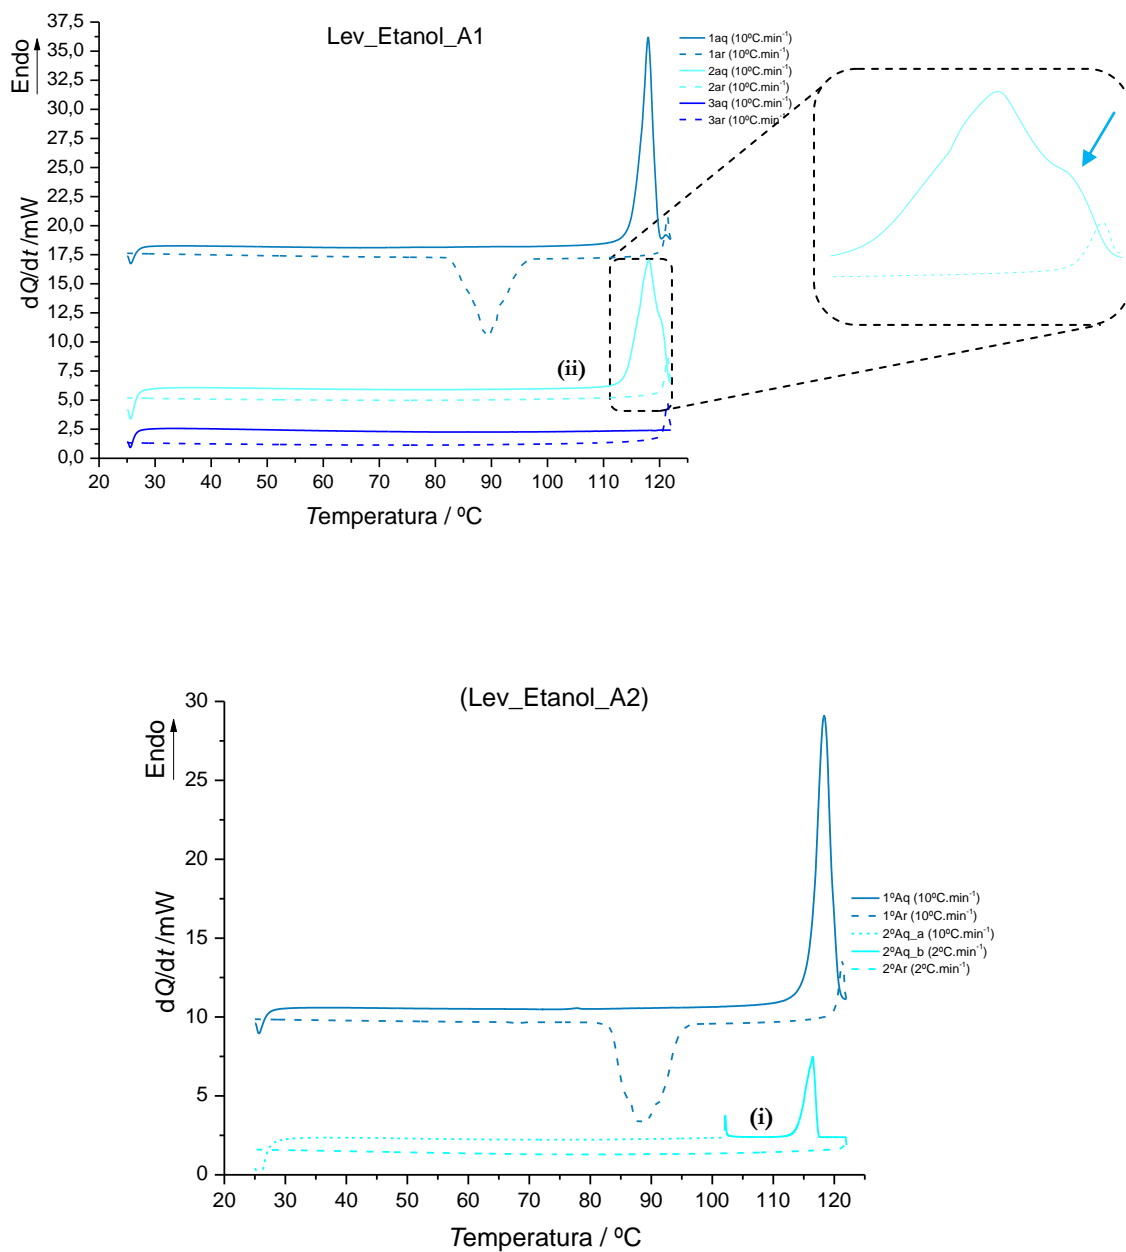 Lev_Etanol_A1
Endo
1aq (10ºC.min⁻¹)
1ar (10ºC.min⁻¹)
2aq (10ºC.min⁻¹)
2ar (10ºC.min⁻¹)
3aq (10ºC.min⁻¹)
3ar (10ºC.min⁻¹)
37,5
35,0
32,5
30,0
27,5
25,0
22,5
20,0
17,5
15,0
12,5
10,0
7,5
5,0
2,5
0,0
dQ/dt /mW
(ii)
20 30 40 50 60 70 80 90 100 110 120
Temperatura / ºC
(Lev_Etanol_A2)
Endo
30
25
20
15
10
5
0
dQ/dt /mW
1ºAq (10ºC.min⁻¹)
1ºAr (10ºC.min⁻¹)
2ºAq_a (10ºC.min⁻¹)
2ºAq_b (2ºC.min⁻¹)
2ºAr (2ºC.min⁻¹)
(i)
20 30 40 50 60 70 80 90 100 110 120
Temperatura / ºC